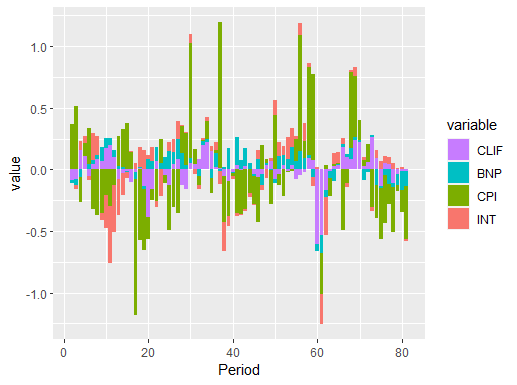 1.0
0.5
0.0
-0.5
-1.0
value
0 20 40 60 80
Period
variable
CLIF
BNP
CPI
INT